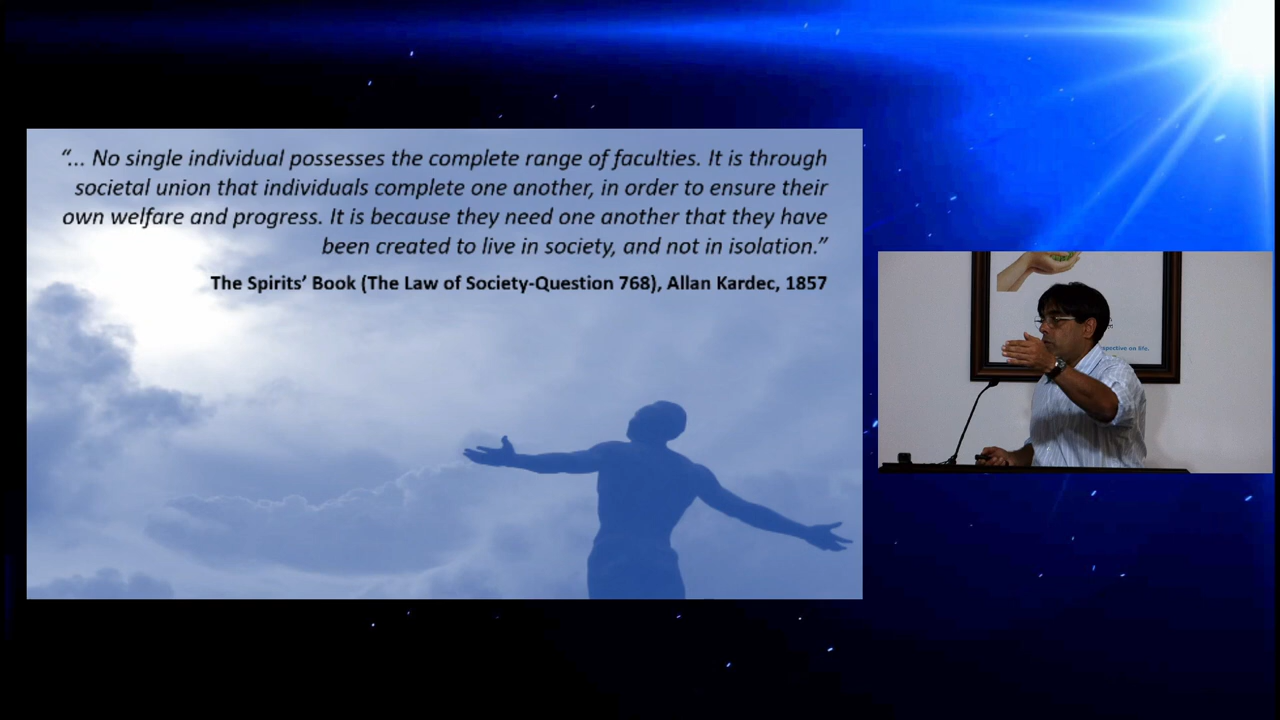 “... No single individual possesses the complete range of faculties. It is through
societal union that individuals complete one another, in order to ensure their
own welfare and progress. It is because they need one another that they have
been created to live in society, and not in isolation.”
The Spirits’ Book (The Law of Society-Question 768), Allan Kardec, 1857
on life.